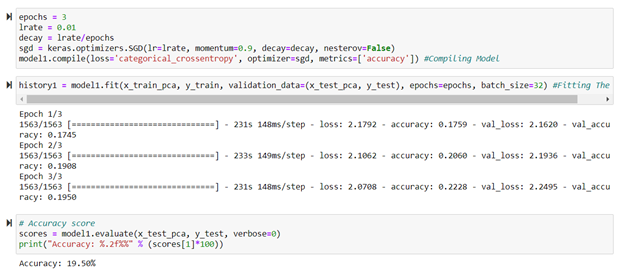 epochs = 3
lrate = 0.01
decay = lrate/epochs
sgd = keras.optimizers.SGD(lr=lrate, momentum=0.9, decay=decay, nesterov=False)
model1.compile(loss='categorical_crossentropy', optimizer=sgd, metrics=['accuracy']) #Compiling Model
history1 = model1.fit(x_train_pca, y_train, validation_data=(x_test_pca, y_test), epochs=epochs, batch_size=32) #Fitting The
Epoch 1/3
1563/1563 [==============================] - 231s 148ms/step - loss: 2.1792 - accuracy: 0.1759 - val_loss: 2.1620 - val_accu
racy: 0.1745
Epoch 2/3
1563/1563 [==============================] - 233s 149ms/step - loss: 2.1062 - accuracy: 0.2060 - val_loss: 2.1936 - val_accu
racy: 0.1908
Epoch 3/3
1563/1563 [==============================] - 231s 148ms/step - loss: 2.0708 - accuracy: 0.2228 - val_loss: 2.2495 - val_accu
racy: 0.1950
# Accuracy score
scores = model1.evaluate(x_test_pca, y_test, verbose=0)
print("Accuracy: %.2f%%" % (scores[1]*100))
Accuracy: 19.50%